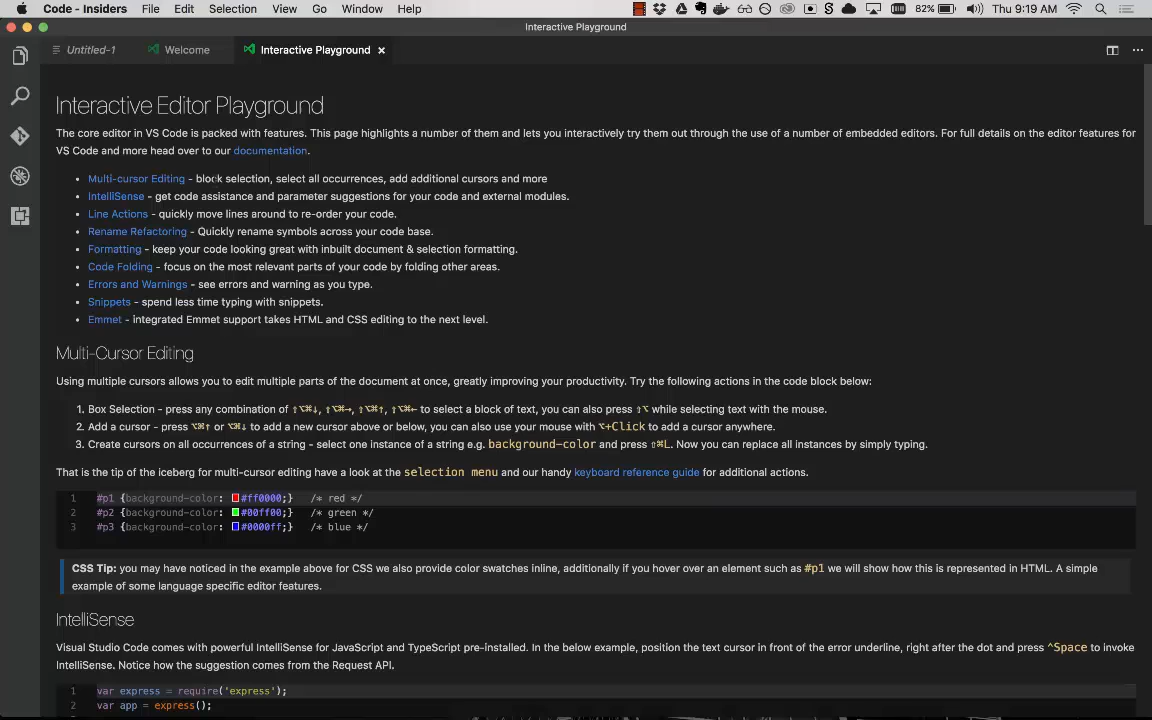 Code - Insiders File Edit Selection View Go Window Help 82% Thu 9:19 AM
Interactive Playground
Untitled-1 Welcome Interactive Playground
Interactive Editor Playground
The core editor in VS Code is packed with features. This page highlights a number of them and lets you interactively try them out through the use of a number of embedded editors. For full details on the editor features for
VS Code and more head over to our documentation.
• Multi-cursor Editing - block selection, select all occurrences, add additional cursors and more
• IntelliSense - get code assistance and parameter suggestions for your code and external modules.
• Line Actions - quickly move lines around to re-order your code.
• Rename Refactoring - Quickly rename symbols across your code base.
• Formatting - keep your code looking great with inbuilt document & selection formatting.
• Code Folding - focus on the most relevant parts of your code by folding other areas.
• Errors and Warnings - see errors and warning as you type.
• Snippets - spend less time typing with snippets.
• Emmet - integrated Emmet support takes HTML and CSS editing to the next level.
Multi-Cursor Editing
Using multiple cursors allows you to edit multiple parts of the document at once, greatly improving your productivity. Try the following actions in the code block below:
1. Box Selection - press any combination of ⇧⌥⌘↓, ⇧⌥⌘→, ⇧⌥⌘↑, ⇧⌥⌘← to select a block of text, you can also press ⇧⌥ while selecting text with the mouse.
2. Add a cursor - press ⌥⌘↑ or ⌥⌘↓ to add a new cursor above or below, you can also use your mouse with ⌥+Click to add a cursor anywhere.
3. Create cursors on all occurrences of a string - select one instance of a string e.g. background-color and press ⇧⌘L. Now you can replace all instances by simply typing.
That is the tip of the iceberg for multi-cursor editing have a look at the selection menu and our handy keyboard reference guide for additional actions.
1 #p1 {background-color: #ff0000;} /* red */
2 #p2 {background-color: #00ff00;} /* green */
3 #p3 {background-color: #0000ff;} /* blue */
CSS Tip: you may have noticed in the example above for CSS we also provide color swatches inline, additionally if you hover over an element such as #p1 we will show how this is represented in HTML. A simple
example of some language specific editor features.
IntelliSense
Visual Studio Code comes with powerful IntelliSense for JavaScript and TypeScript pre-installed. In the below example, position the text cursor in front of the error underline, right after the dot and press ^Space to invoke
IntelliSense. Notice how the suggestion comes from the Request API.
1 var express = require('express');
2 var app = express();